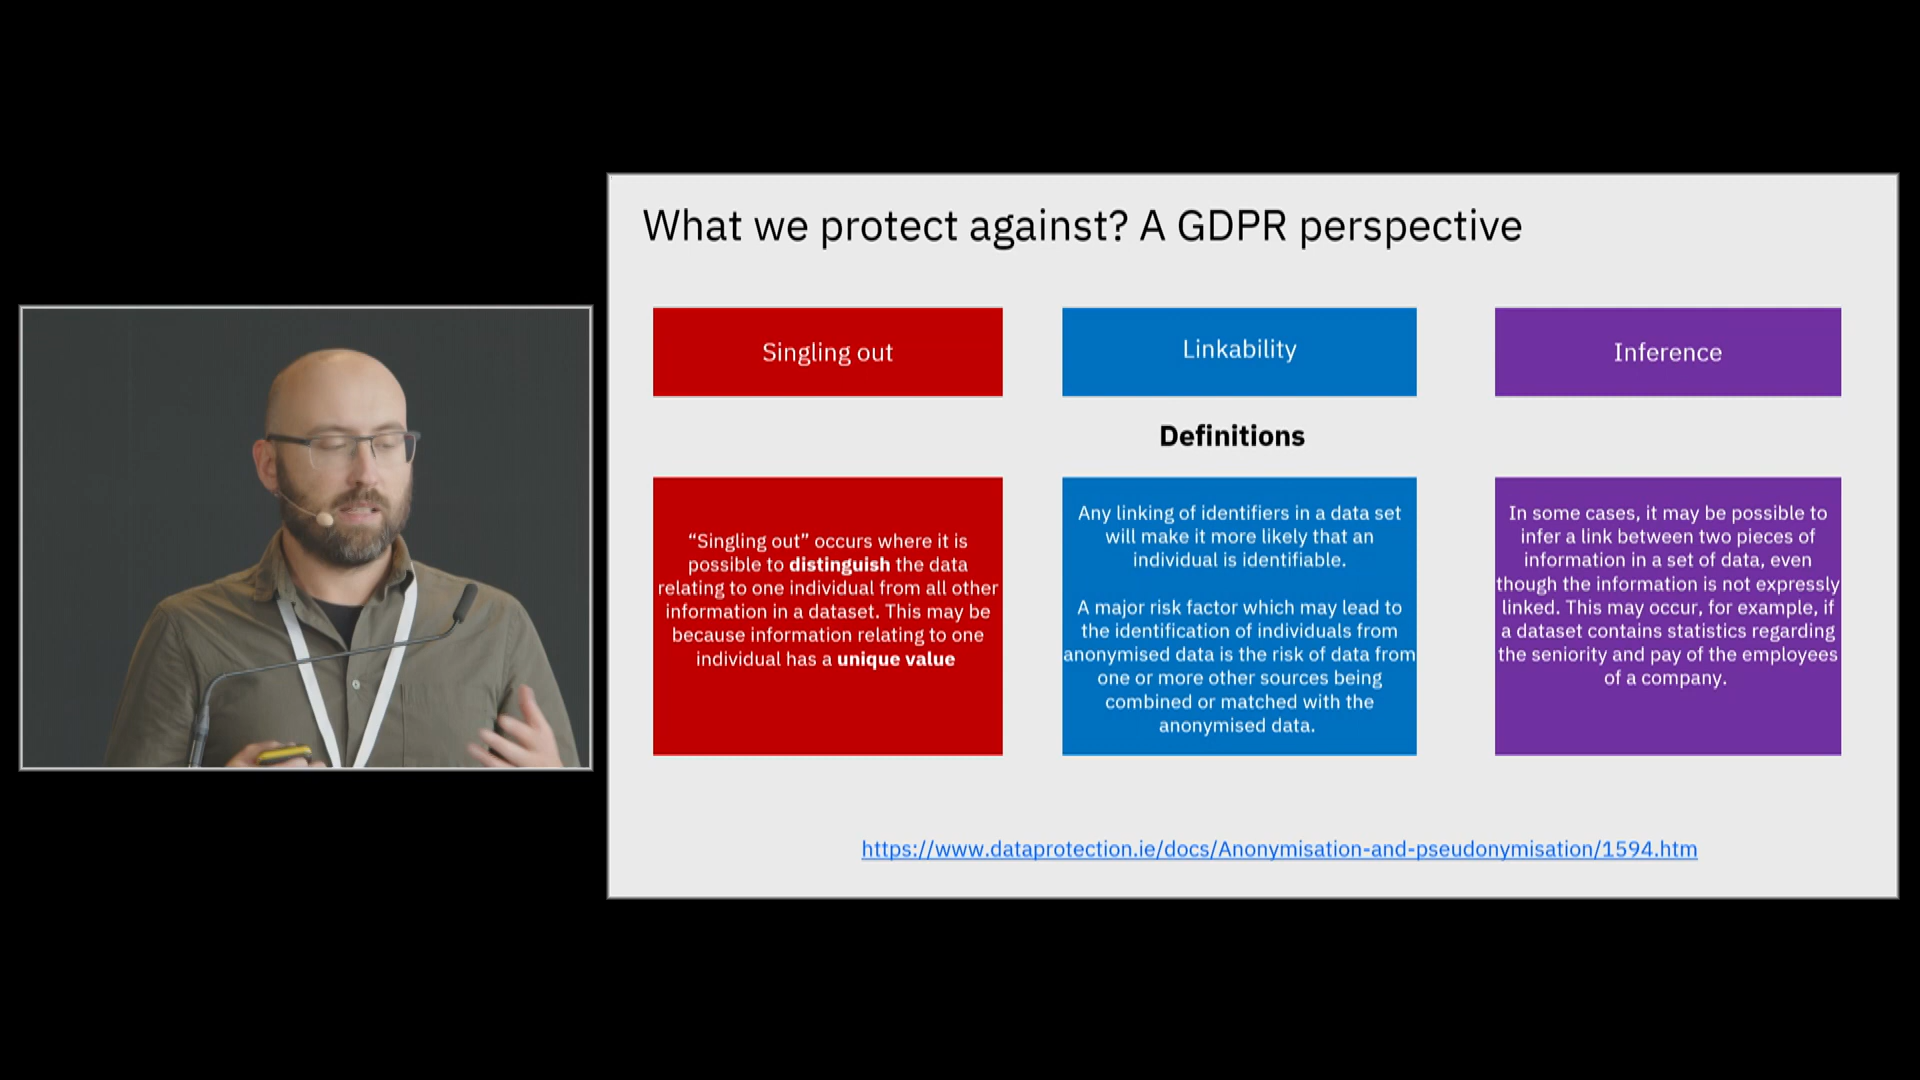 What we protect against? A GDPR perspective
Singling out
Linkability
Inference
Definitions
“Singling out” occurs where it is
possible to distinguish the data
relating to one individual from all other
information in a dataset. This may be
because information relating to one
individual has a unique value
Any linking of identifiers in a data set
will make it more likely that an
individual is identifiable.
A major risk factor which may lead to
the identification of individuals from
anonymised data is the risk of data from
one or more other sources being
combined or matched with the
anonymised data.
In some cases, it may be possible to
infer a link between two pieces of
information in a set of data, even
though the information is not expressly
linked. This may occur, for example, if
a dataset contains statistics regarding
the seniority and pay of the employees
of a company.
https://www.dataprotection.ie/docs/Anonymisation-and-pseudonymisation/1594.htm